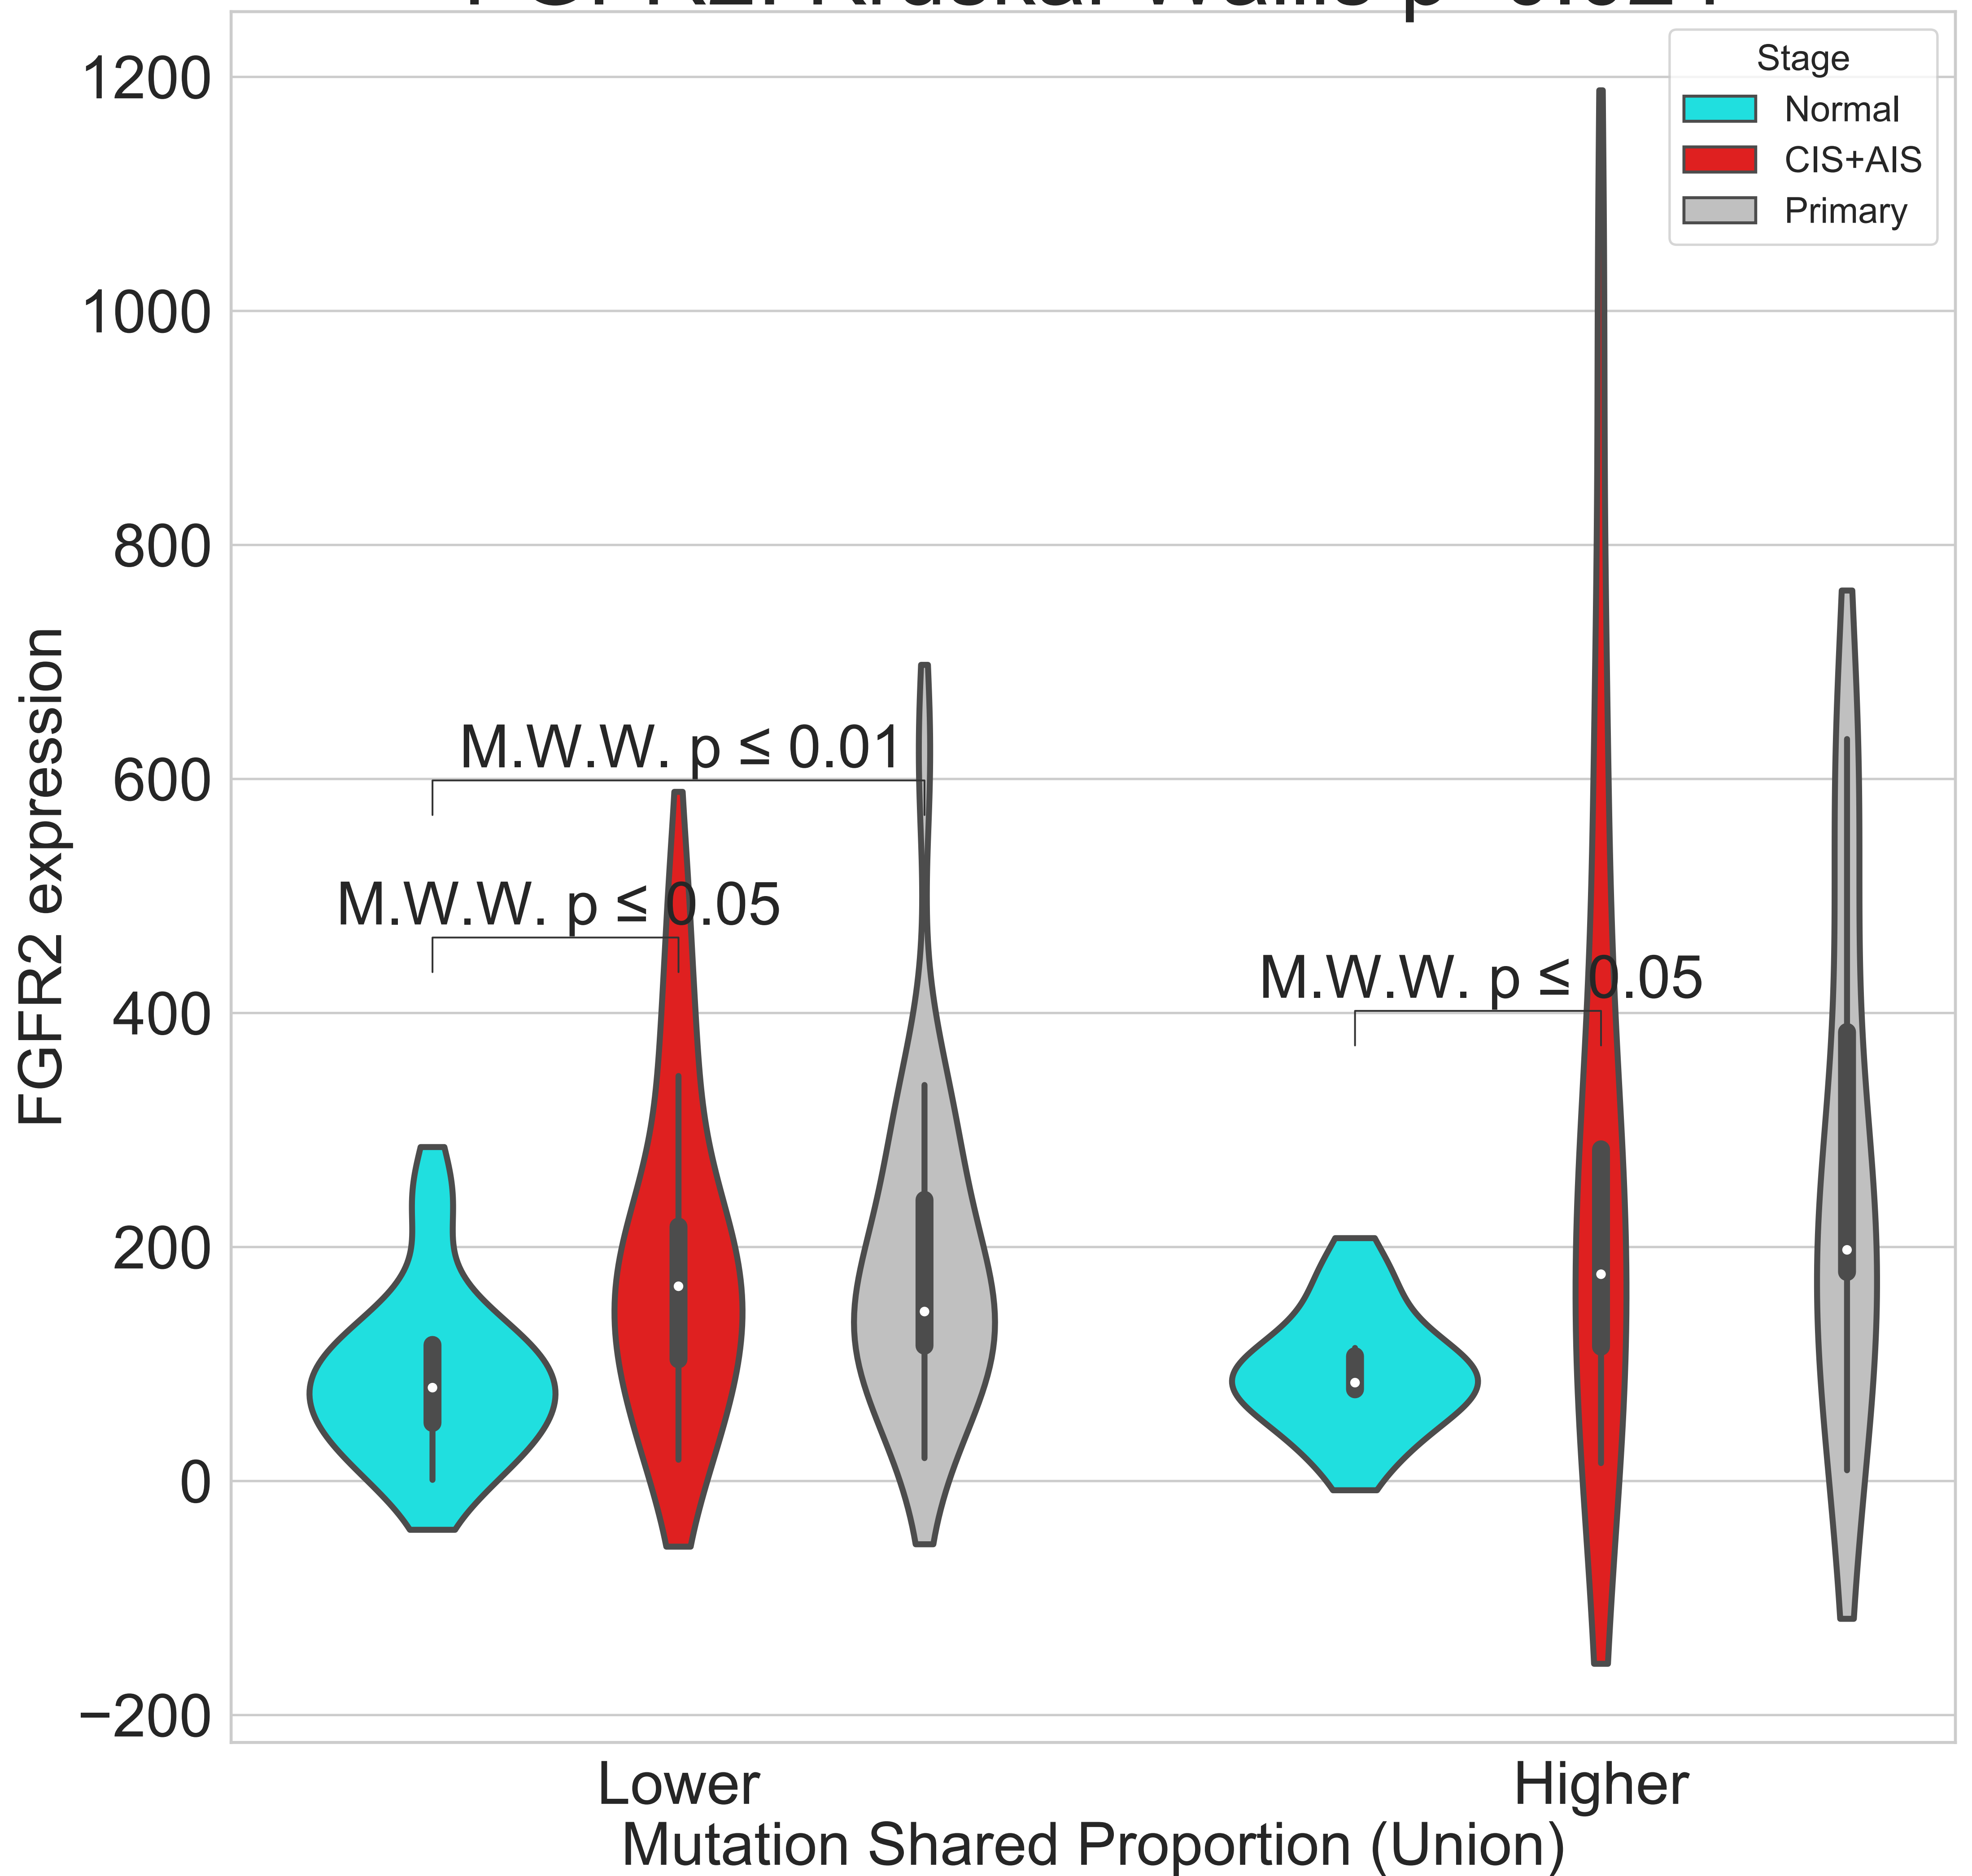 1200
1000
800
600
400
200
0
−200
FGFR2 expression
Stage
Normal
CIS+AIS
Primary
M.W.W. p ≤ 0.01
M.W.W. p ≤ 0.05
M.W.W. p ≤ 0.05
Lower
Higher
Mutation Shared Proportion (Union)